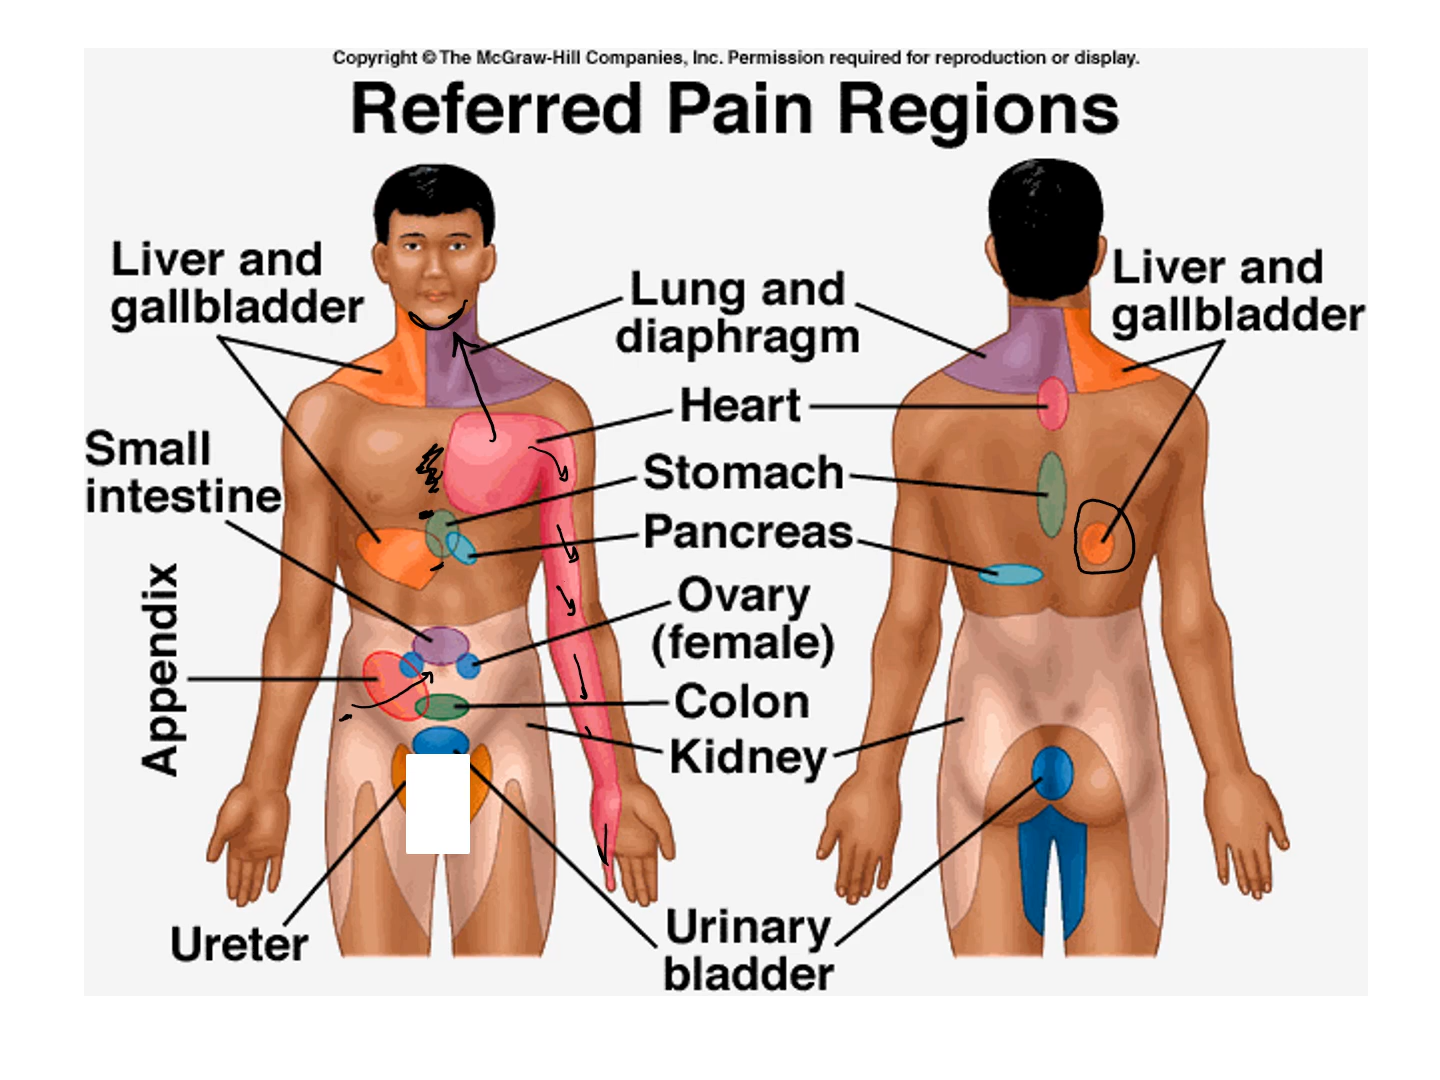 Copyright © The McGraw-Hill Companies, Inc. Permission required for reproduction or display.
Referred Pain Regions
Liver and
gallbladder
Small
intestine
Appendix
Ureter
Lung and
diaphragm
Heart
Stomach
Pancreas
Ovary
(female)
Colon
Kidney
Urinary
bladder
Liver and
gallbladder